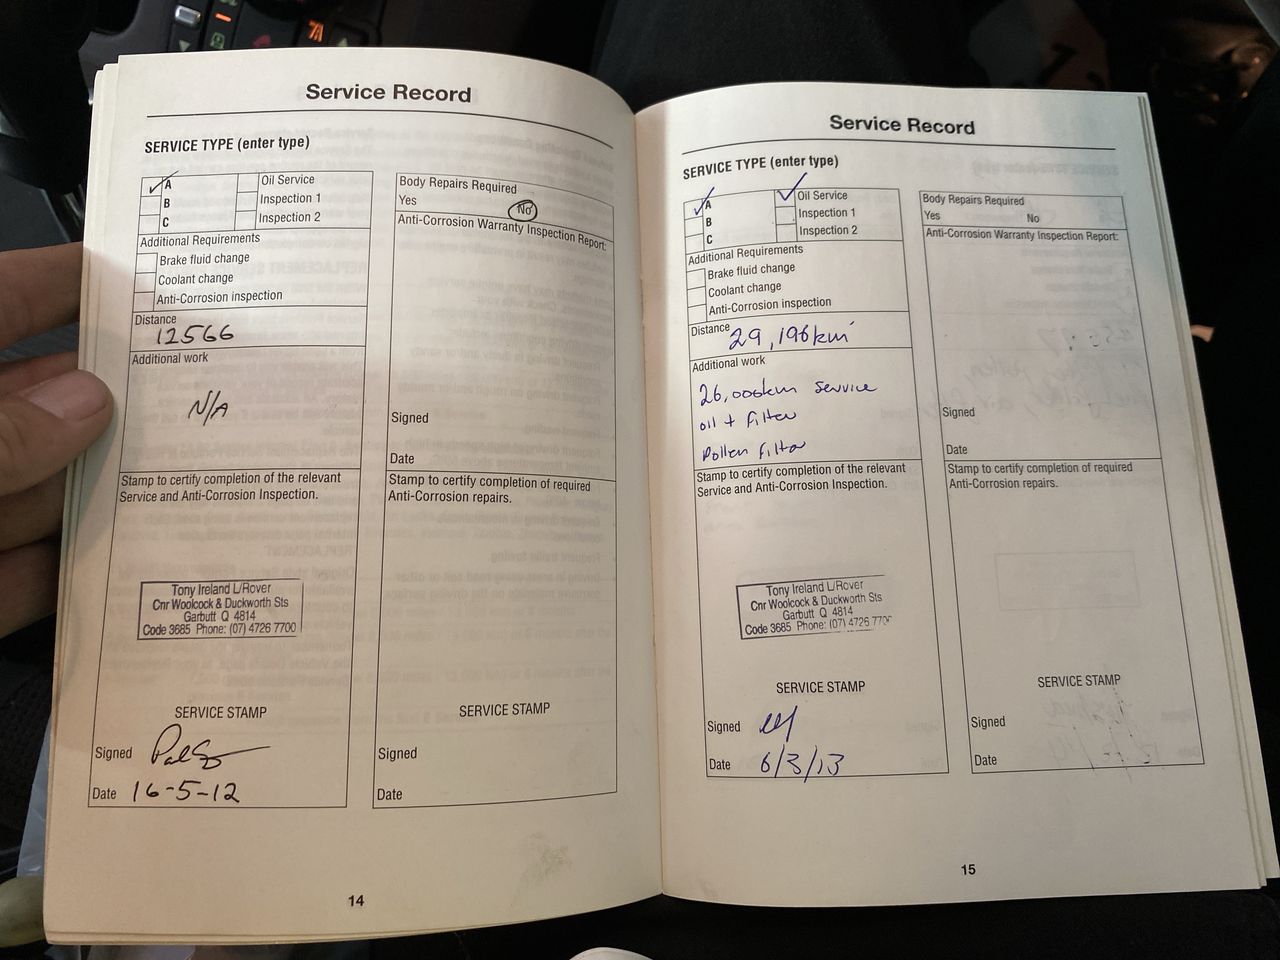 Service Record
SERVICE TYPE (enter type)
A
B
C
Oil Service
Inspection 1
Inspection 2
Additional Requirements
Brake fluid change
Coolant change
Anti-Corrosion inspection
Distance
12566
Additional work
N/A
Stamp to certify completion of the relevant
Service and Anti-Corrosion Inspection.
Tony Ireland L/Rover
Cnr Woolcock & Duckworth Sts
Garbutt Q 4814
Code 3685 Phone: (07) 4726 7700
SERVICE STAMP
Signed
Date 16-5-12
Body Repairs Required
Yes No
Anti-Corrosion Warranty Inspection Report:
Signed
Date
Stamp to certify completion of required
Anti-Corrosion repairs.
SERVICE STAMP
Signed
Date
14
Service Record
SERVICE TYPE (enter type)
A
B
C
Oil Service
Inspection 1
Inspection 2
Additional Requirements
Brake fluid change
Coolant change
Anti-Corrosion inspection
Distance 29,196km
Additional work
26,000km Service
oil + filter
Pollen filter
Stamp to certify completion of the relevant
Service and Anti-Corrosion Inspection.
Tony Ireland L/Rover
Cnr Woolcock & Duckworth Sts
Garbutt Q 4814
Code 3685 Phone: (07) 4726 770
SERVICE STAMP
Signed
Date 6/3/13
Body Repairs Required
Yes No
Anti-Corrosion Warranty Inspection Report:
Signed
Date
Stamp to certify completion of required
Anti-Corrosion repairs.
SERVICE STAMP
Signed
Date
15